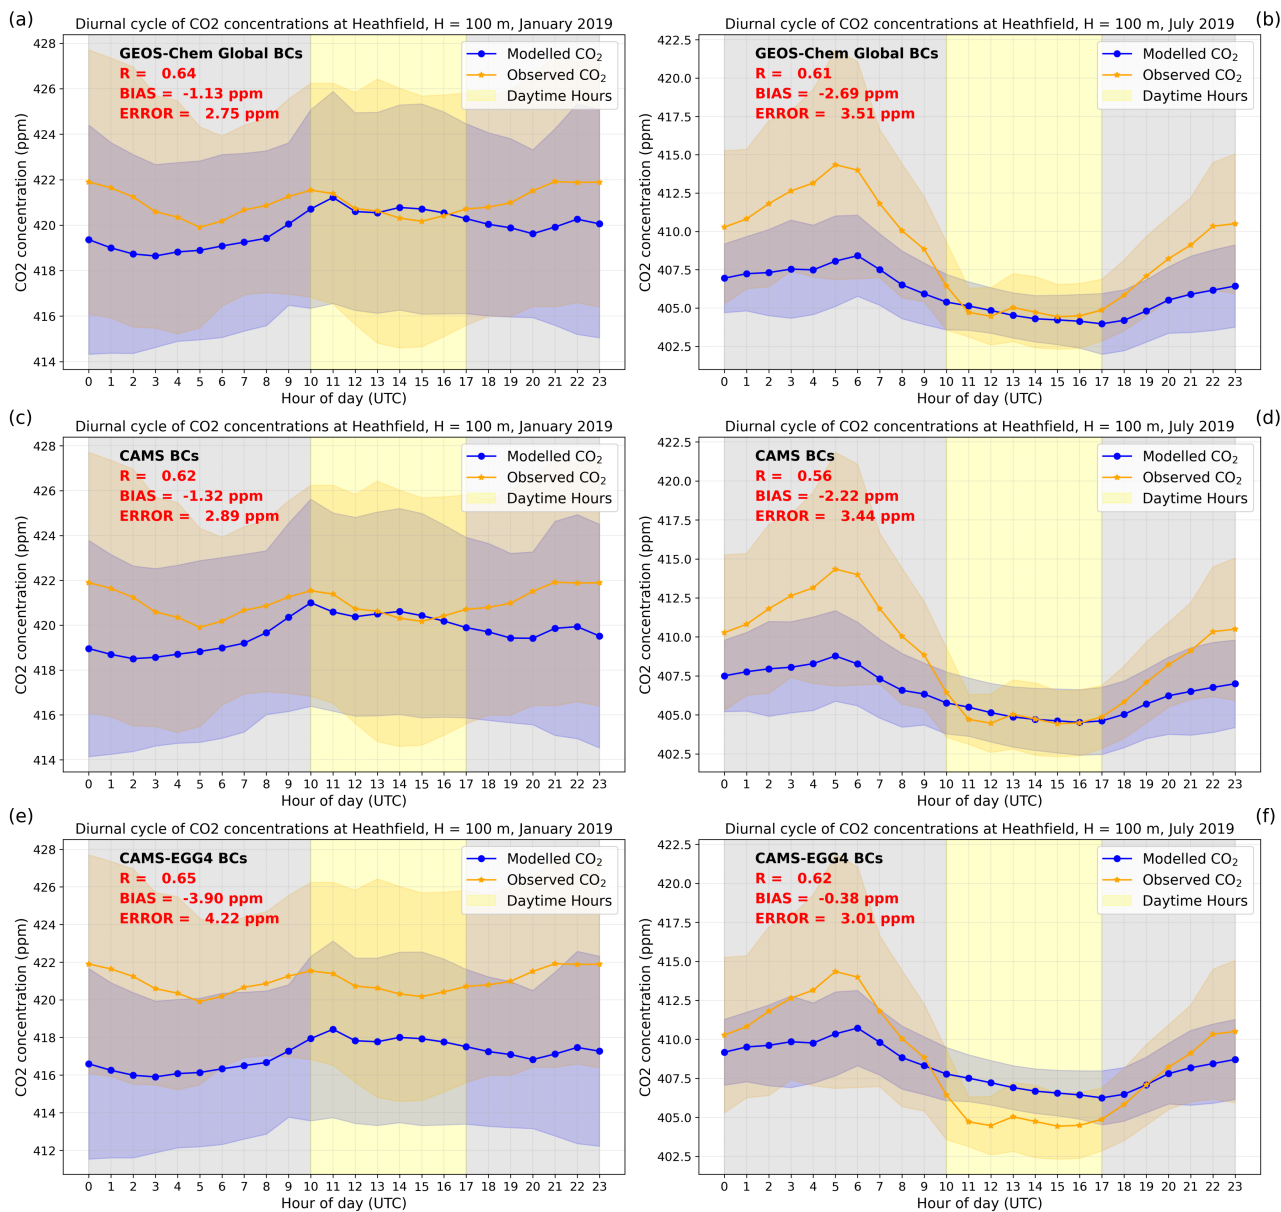 (a)
Diurnal cycle of CO2 concentrations at Heathfield, H = 100 m, January 2019
GEOS-Chem Global BCs
R = 0.64
BIAS = -1.13 ppm
ERROR = 2.75 ppm
Modelled CO₂
Observed CO₂
Daytime Hours
CO2 concentration (ppm)
428
426
424
422
420
418
416
414
0 1 2 3 4 5 6 7 8 9 10 11 12 13 14 15 16 17 18 19 20 21 22 23
Hour of day (UTC)
(b)
Diurnal cycle of CO2 concentrations at Heathfield, H = 100 m, July 2019
GEOS-Chem Global BCs
R = 0.61
BIAS = -2.69 ppm
ERROR = 3.51 ppm
Modelled CO₂
Observed CO₂
Daytime Hours
CO2 concentration (ppm)
422.5
420.0
417.5
415.0
412.5
410.0
407.5
405.0
402.5
0 1 2 3 4 5 6 7 8 9 10 11 12 13 14 15 16 17 18 19 20 21 22 23
Hour of day (UTC)
(c)
Diurnal cycle of CO2 concentrations at Heathfield, H = 100 m, January 2019
CAMS BCs
R = 0.62
BIAS = -1.32 ppm
ERROR = 2.89 ppm
Modelled CO₂
Observed CO₂
Daytime Hours
CO2 concentration (ppm)
428
426
424
422
420
418
416
414
0 1 2 3 4 5 6 7 8 9 10 11 12 13 14 15 16 17 18 19 20 21 22 23
Hour of day (UTC)
(d)
Diurnal cycle of CO2 concentrations at Heathfield, H = 100 m, July 2019
CAMS BCs
R = 0.56
BIAS = -2.22 ppm
ERROR = 3.44 ppm
Modelled CO₂
Observed CO₂
Daytime Hours
CO2 concentration (ppm)
422.5
420.0
417.5
415.0
412.5
410.0
407.5
405.0
402.5
0 1 2 3 4 5 6 7 8 9 10 11 12 13 14 15 16 17 18 19 20 21 22 23
Hour of day (UTC)
(e)
Diurnal cycle of CO2 concentrations at Heathfield, H = 100 m, January 2019
CAMS-EGG4 BCs
R = 0.65
BIAS = -3.90 ppm
ERROR = 4.22 ppm
Modelled CO₂
Observed CO₂
Daytime Hours
CO2 concentration (ppm)
428
426
424
422
420
418
416
414
412
0 1 2 3 4 5 6 7 8 9 10 11 12 13 14 15 16 17 18 19 20 21 22 23
Hour of day (UTC)
(f)
Diurnal cycle of CO2 concentrations at Heathfield, H = 100 m, July 2019
CAMS-EGG4 BCs
R = 0.62
BIAS = -0.38 ppm
ERROR = 3.01 ppm
Modelled CO₂
Observed CO₂
Daytime Hours
CO2 concentration (ppm)
422.5
420.0
417.5
415.0
412.5
410.0
407.5
405.0
402.5
0 1 2 3 4 5 6 7 8 9 10 11 12 13 14 15 16 17 18 19 20 21 22 23
Hour of day (UTC)